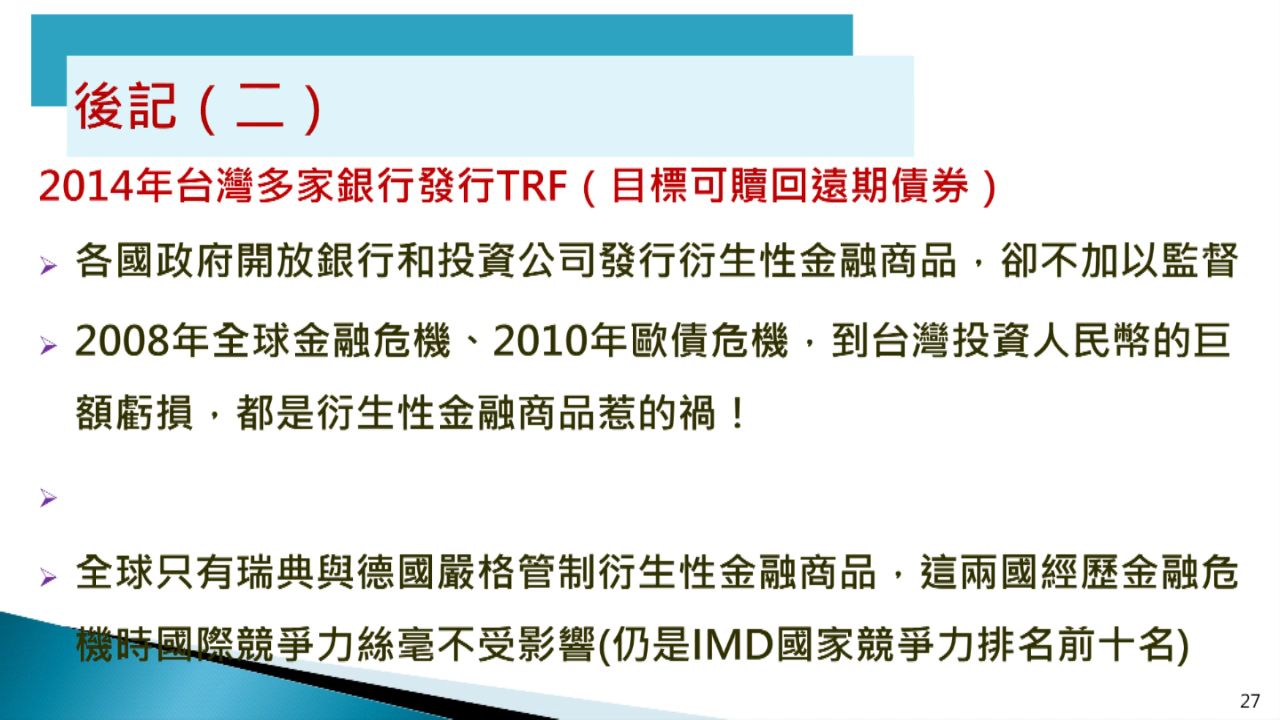 後記（二）
2014年台灣多家銀行發行TRF（目標可贖回遠期債券）
各國政府開放銀行和投資公司發行衍生性金融商品，卻不加以監督
2008年全球金融危機、2010年歐債危機，到台灣投資人民幣的巨
額虧損，都是衍生性金融商品惹的禍！
全球只有瑞典與德國嚴格管制衍生性金融商品，這兩國經歷金融危
機時國際競爭力絲毫不受影響(仍是IMD國家競爭力排名前十名)
27